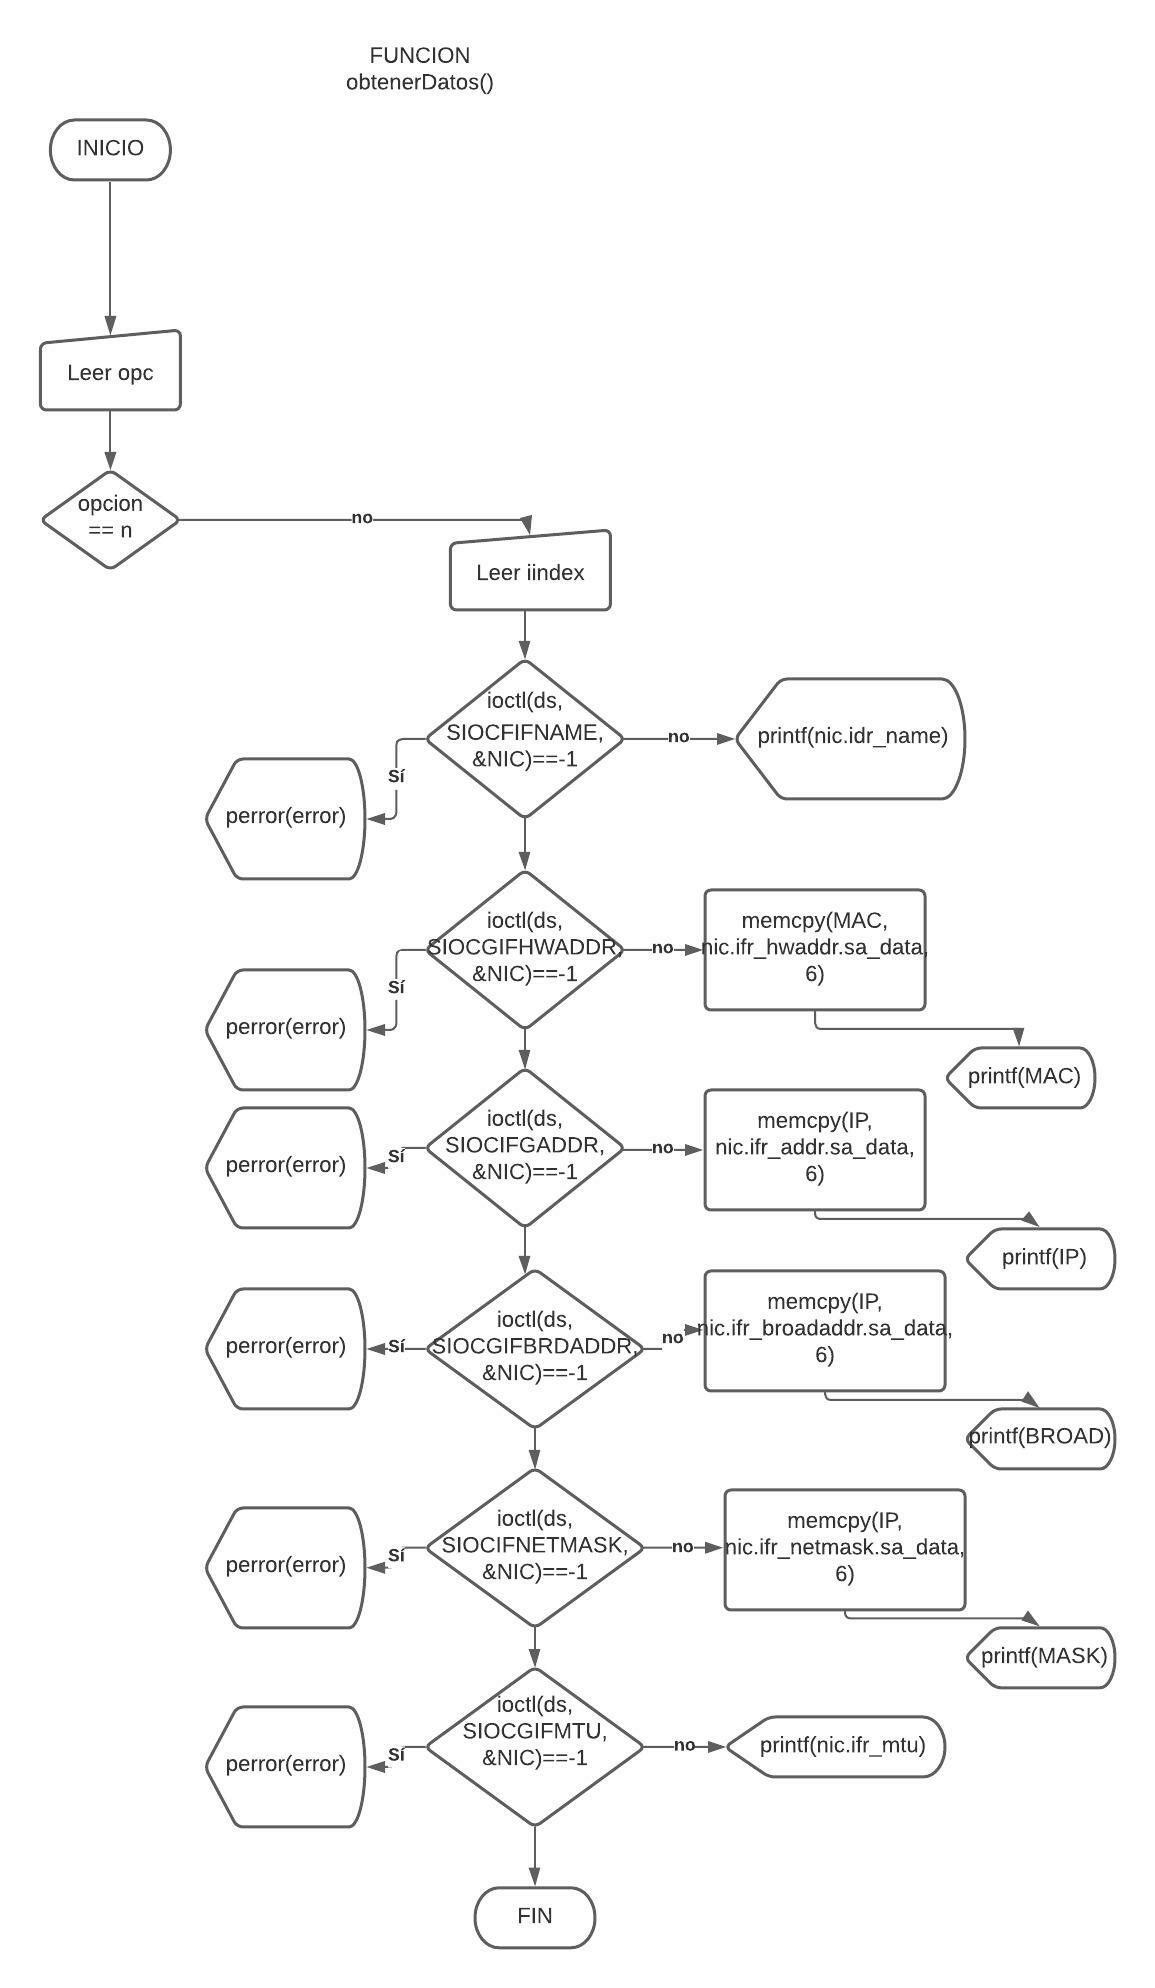 FUNCION
obtenerDatos()
INICIO
Leer opc
opcion
== n
no
Leer iindex
ioctl(ds,
SIOCFIFNAME,
&NIC)==-1
no
printf(nic.idr_name)
Sí
perror(error)
ioctl(ds,
SIOCGIFHWADDR,
&NIC)==-1
no
memcpy(MAC,
nic.ifr_hwaddr.sa_data,
6)
Sí
perror(error)
printf(MAC)
ioctl(ds,
SIOCIFGADDR,
&NIC)==-1
no
memcpy(IP,
nic.ifr_addr.sa_data,
6)
Sí
perror(error)
printf(IP)
ioctl(ds,
SIOCGIFBRDADDR,
&NIC)==-1
no
memcpy(IP,
nic.ifr_broadaddr.sa_data,
6)
Sí
perror(error)
printf(BROAD)
ioctl(ds,
SIOCIFNETMASK,
&NIC)==-1
no
memcpy(IP,
nic.ifr_netmask.sa_data,
6)
Sí
perror(error)
printf(MASK)
ioctl(ds,
SIOCGIFMTU,
&NIC)==-1
no
printf(nic.ifr_mtu)
Sí
perror(error)
FIN